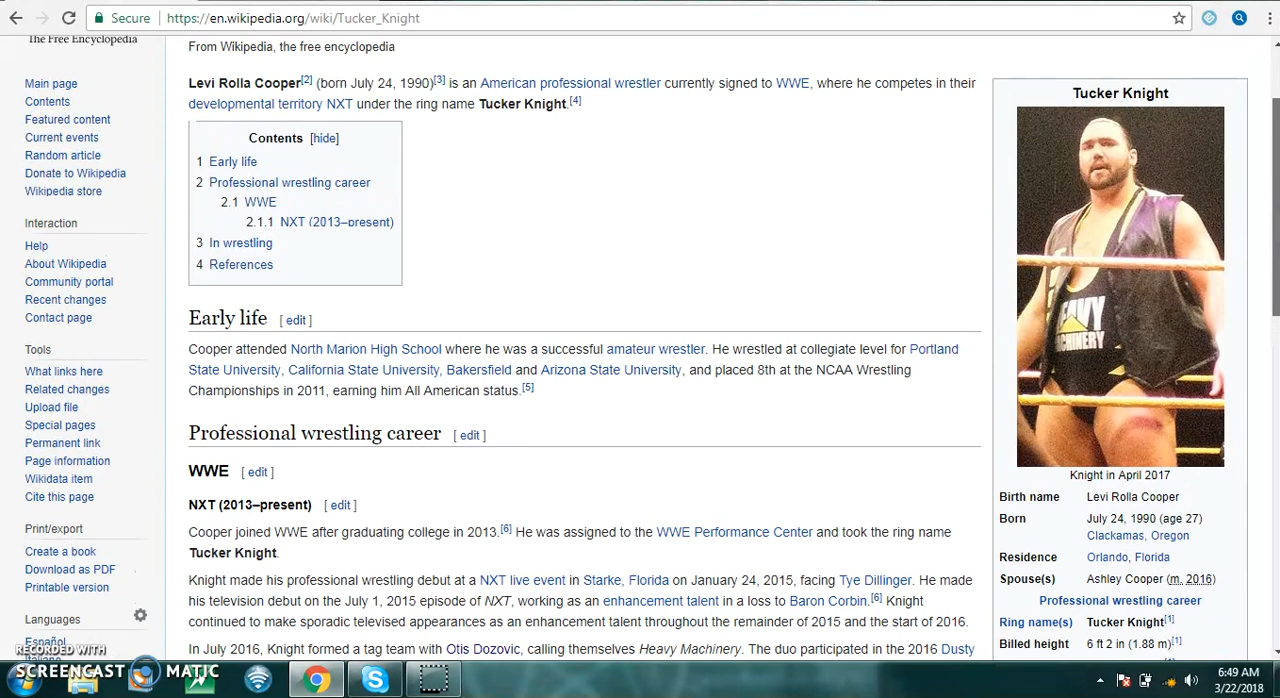 Secure
https://en.wikipedia.org/wiki/Tucker_Knight
The Free Encyclopedia
Main page
Contents
Featured content
Current events
Random article
Donate to Wikipedia
Wikipedia store
Interaction
Help
About Wikipedia
Community portal
Recent changes
Contact page
Tools
What links here
Related changes
Upload file
Special pages
Permanent link
Page information
Wikidata item
Cite this page
Print/export
Create a book
Download as PDF
Printable version
Languages
Español
From Wikipedia, the free encyclopedia
Levi Rolla Cooper[2] (born July 24, 1990)[3] is an American professional wrestler currently signed to WWE, where he competes in their
developmental territory NXT under the ring name Tucker Knight.[4]
Contents [hide]
1 Early life
2 Professional wrestling career
2.1 WWE
2.1.1 NXT (2013–present)
3 In wrestling
4 References
Early life [ edit ]
Cooper attended North Marion High School where he was a successful amateur wrestler. He wrestled at collegiate level for Portland
State University, California State University, Bakersfield and Arizona State University, and placed 8th at the NCAA Wrestling
Championships in 2011, earning him All American status.[5]
Professional wrestling career [ edit ]
WWE [ edit ]
NXT (2013–present) [ edit ]
Cooper joined WWE after graduating college in 2013.[6] He was assigned to the WWE Performance Center and took the ring name
Tucker Knight.
Knight made his professional wrestling debut at a NXT live event in Starke, Florida on January 24, 2015, facing Tye Dillinger. He made
his television debut on the July 1, 2015 episode of NXT, working as an enhancement talent in a loss to Baron Corbin.[6] Knight
continued to make sporadic televised appearances as an enhancement talent throughout the remainder of 2015 and the start of 2016.
In July 2016, Knight formed a tag team with Otis Dozovic, calling themselves Heavy Machinery. The duo participated in the 2016 Dusty
Tucker Knight
HEAVY
MACHINERY
Knight in April 2017
Birth name Levi Rolla Cooper
Born July 24, 1990 (age 27)
Clackamas, Oregon
Residence Orlando, Florida
Spouse(s) Ashley Cooper (m. 2016)
Professional wrestling career
Ring name(s) Tucker Knight[1]
Billed height 6 ft 2 in (1.88 m)[1]
RECORDED WITH
SCREENCAST MATIC
6:49 AM
3/22/2018